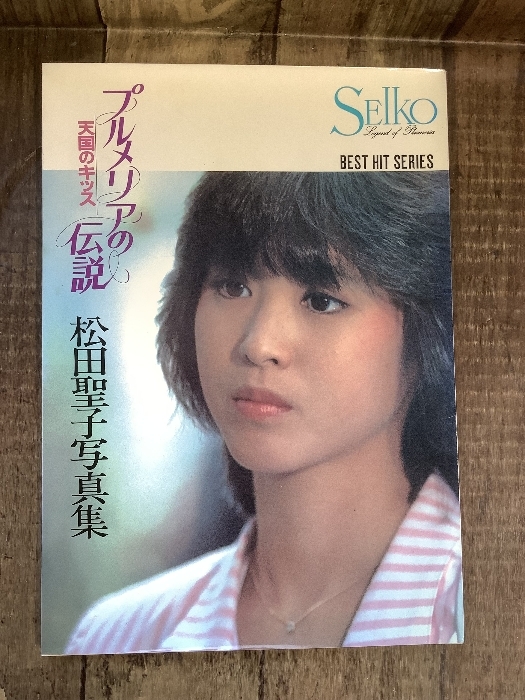 SEIKO
Legend of Plumeria
BEST HIT SERIES
プルメリアの伝説
天国のキッス
松田聖子写真集